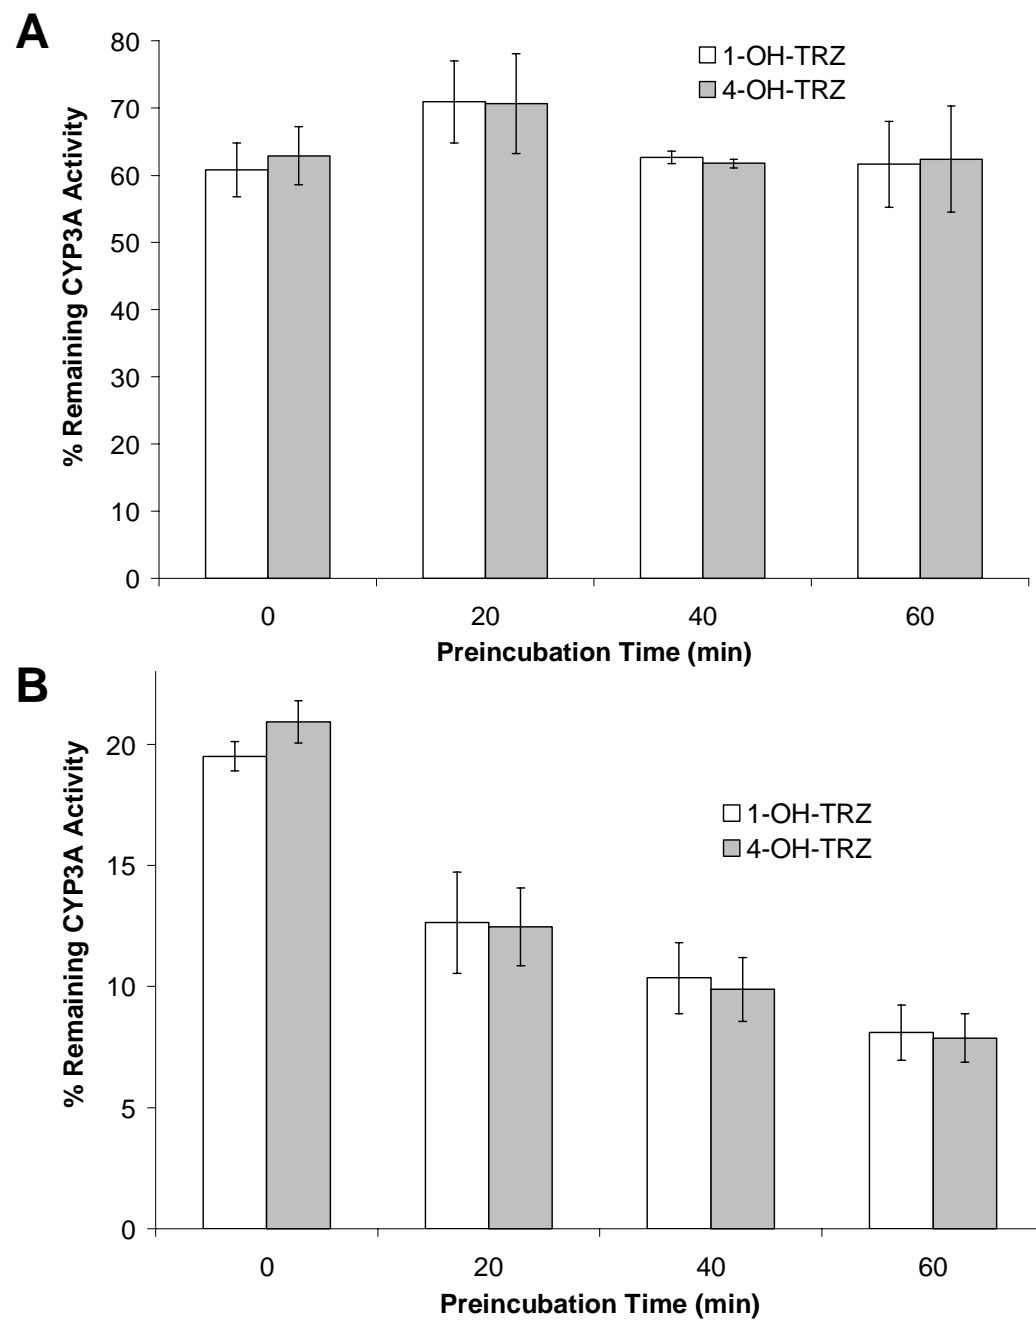 A
% Remaining CYP3A Activity
80
70
60
50
40
30
20
10
0
1-OH-TRZ
4-OH-TRZ
0 20 40 60
Preincubation Time (min)
B
% Remaining CYP3A Activity
20
15
10
5
0
1-OH-TRZ
4-OH-TRZ
0 20 40 60
Preincubation Time (min)